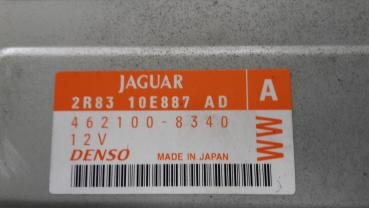 JAGUAR
2R83 10E887 AD A
462100-8340
12V
WW
DENSO MADE IN JAPAN